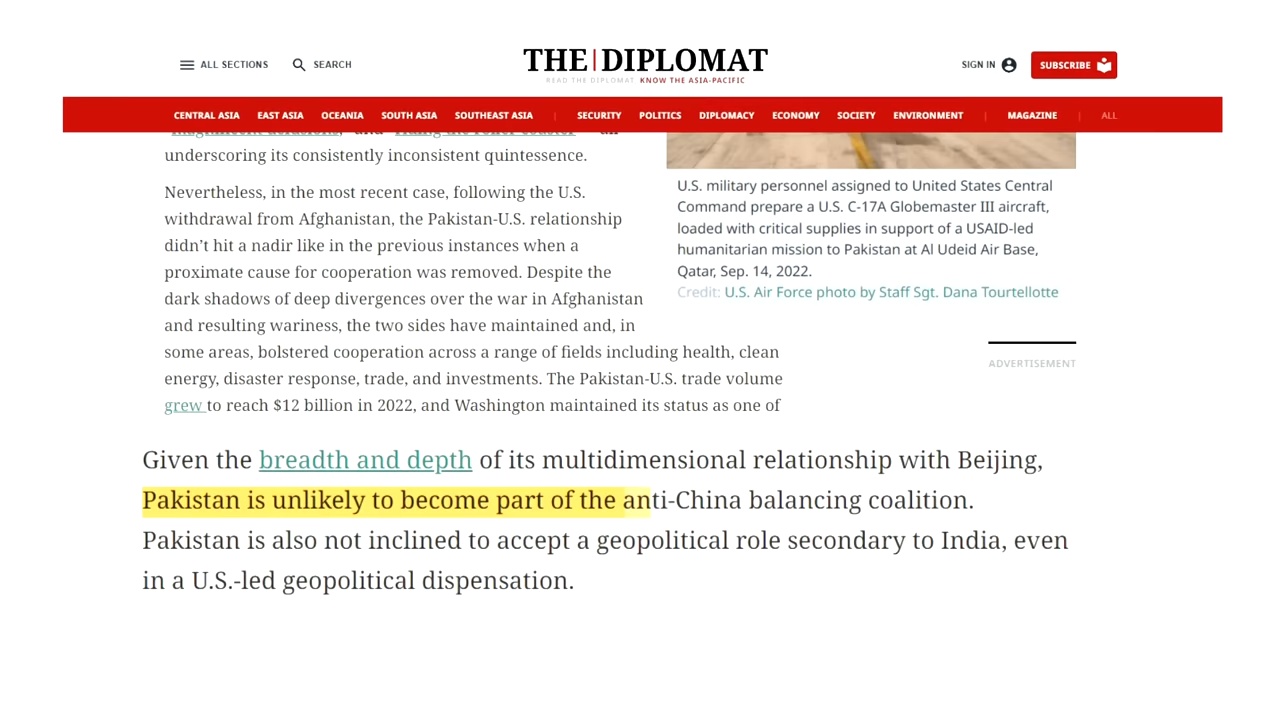 ALL SECTIONS
SEARCH
THE|DIPLOMAT
READ THE DIPLOMAT, KNOW THE ASIA-PACIFIC
SIGN IN
SUBSCRIBE
CENTRAL ASIA EAST ASIA OCEANIA SOUTH ASIA SOUTHEAST ASIA | SECURITY POLITICS DIPLOMACY ECONOMY SOCIETY ENVIRONMENT | MAGAZINE | ALL
underscoring its consistently inconsistent quintessence.
Nevertheless, in the most recent case, following the U.S.
withdrawal from Afghanistan, the Pakistan-U.S. relationship
didn’t hit a nadir like in the previous instances when a
proximate cause for cooperation was removed. Despite the
dark shadows of deep divergences over the war in Afghanistan
and resulting wariness, the two sides have maintained and, in
some areas, bolstered cooperation across a range of fields including health, clean
energy, disaster response, trade, and investments. The Pakistan-U.S. trade volume
grew to reach $12 billion in 2022, and Washington maintained its status as one of
U.S. military personnel assigned to United States Central
Command prepare a U.S. C-17A Globemaster III aircraft,
loaded with critical supplies in support of a USAID-led
humanitarian mission to Pakistan at Al Udeid Air Base,
Qatar, Sep. 14, 2022.
Credit: U.S. Air Force photo by Staff Sgt. Dana Tourtellotte
ADVERTISEMENT
Given the breadth and depth of its multidimensional relationship with Beijing,
Pakistan is unlikely to become part of the anti-China balancing coalition.
Pakistan is also not inclined to accept a geopolitical role secondary to India, even
in a U.S.-led geopolitical dispensation.